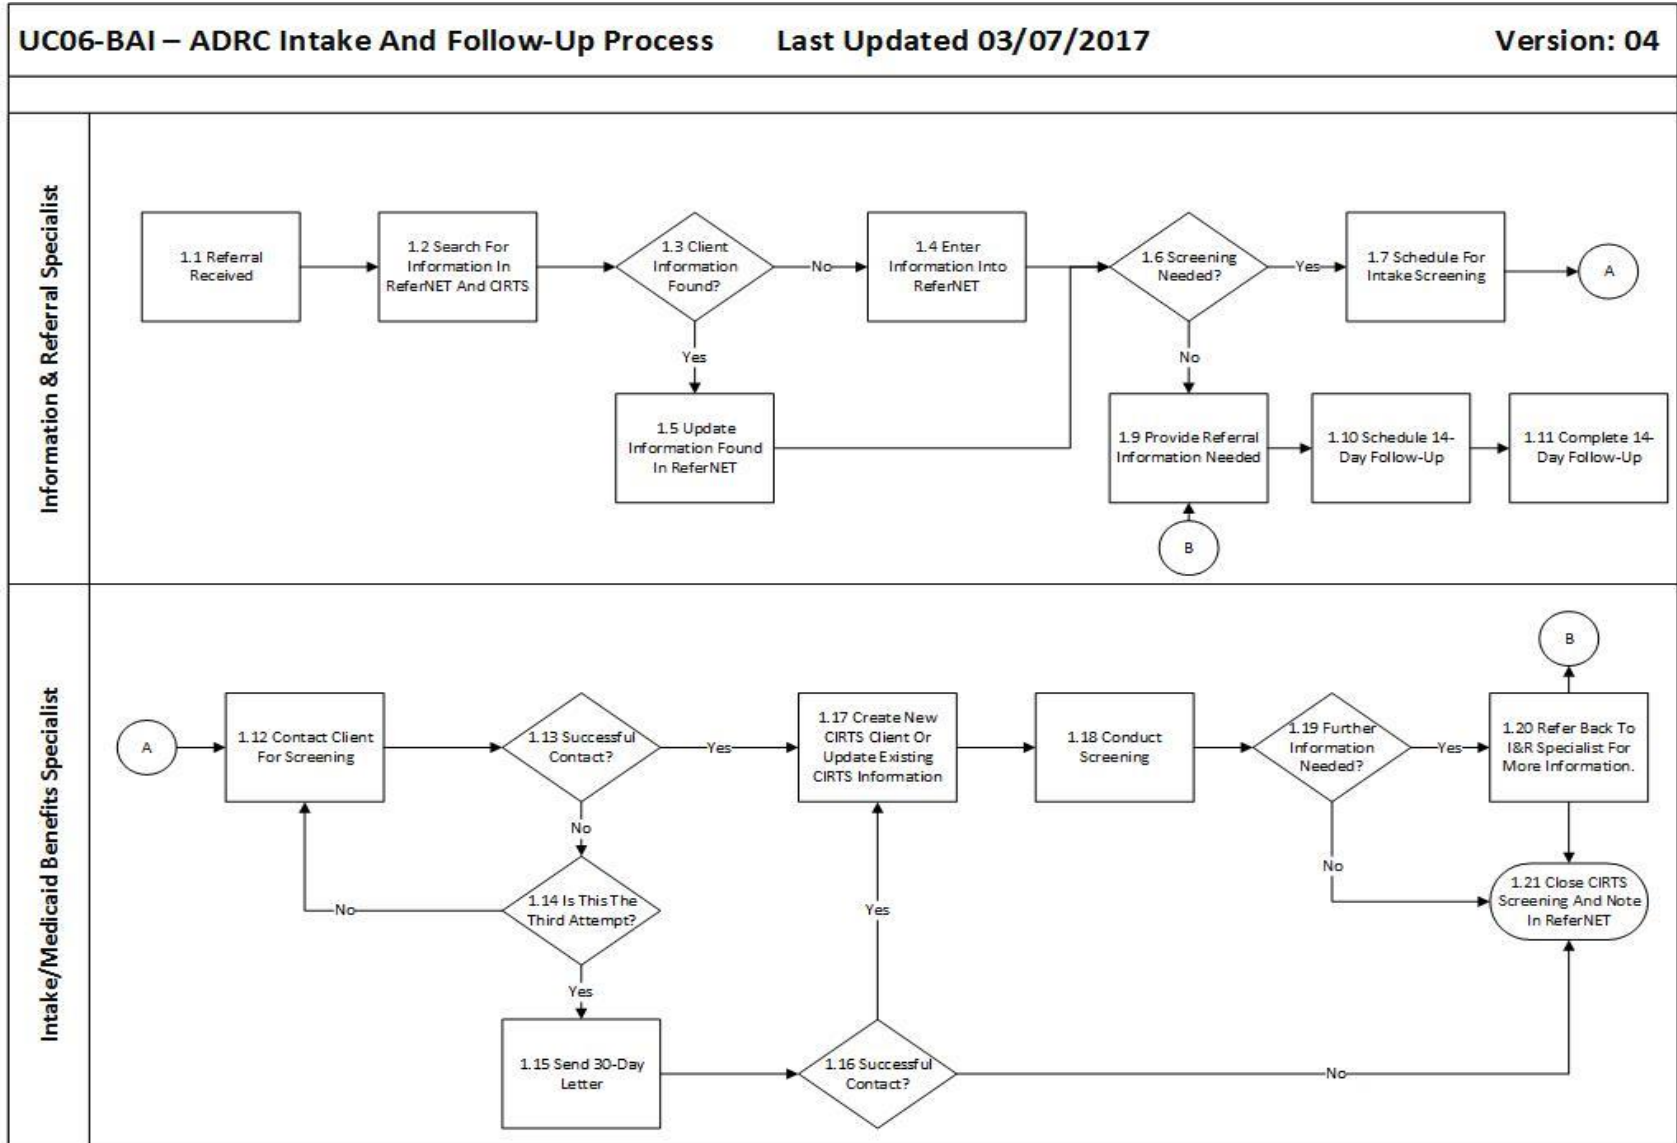 UC06-BAI – ADRC Intake And Follow-Up Process Last Updated 03/07/2017 Version: 04
Information & Referral Specialist
1.1 Referral
Received
1.2 Search For
Information In
ReferNET And CIRTS
1.3 Client
Information
Found?
No
1.4 Enter
Information Into
ReferNET
1.6 Screening
Needed?
Yes
1.7 Schedule For
Intake Screening
A
Yes
No
1.5 Update
Information Found
In ReferNET
1.9 Provide Referral
Information Needed
1.10 Schedule 14-
Day Follow-Up
1.11 Complete 14-
Day Follow-Up
B
Intake/Medicaid Benefits Specialist
B
A
1.12 Contact Client
For Screening
1.13 Successful
Contact?
Yes
1.17 Create New
CIRTS Client Or
Update Existing
CIRTS Information
1.18 Conduct
Screening
1.19 Further
Information
Needed?
Yes
1.20 Refer Back To
I&R Specialist For
More Information.
No
No
1.14 Is This The
Third Attempt?
No
Yes
1.21 Close CIRTS
Screening And Note
In ReferNET
Yes
1.15 Send 30-Day
Letter
1.16 Successful
Contact?
No